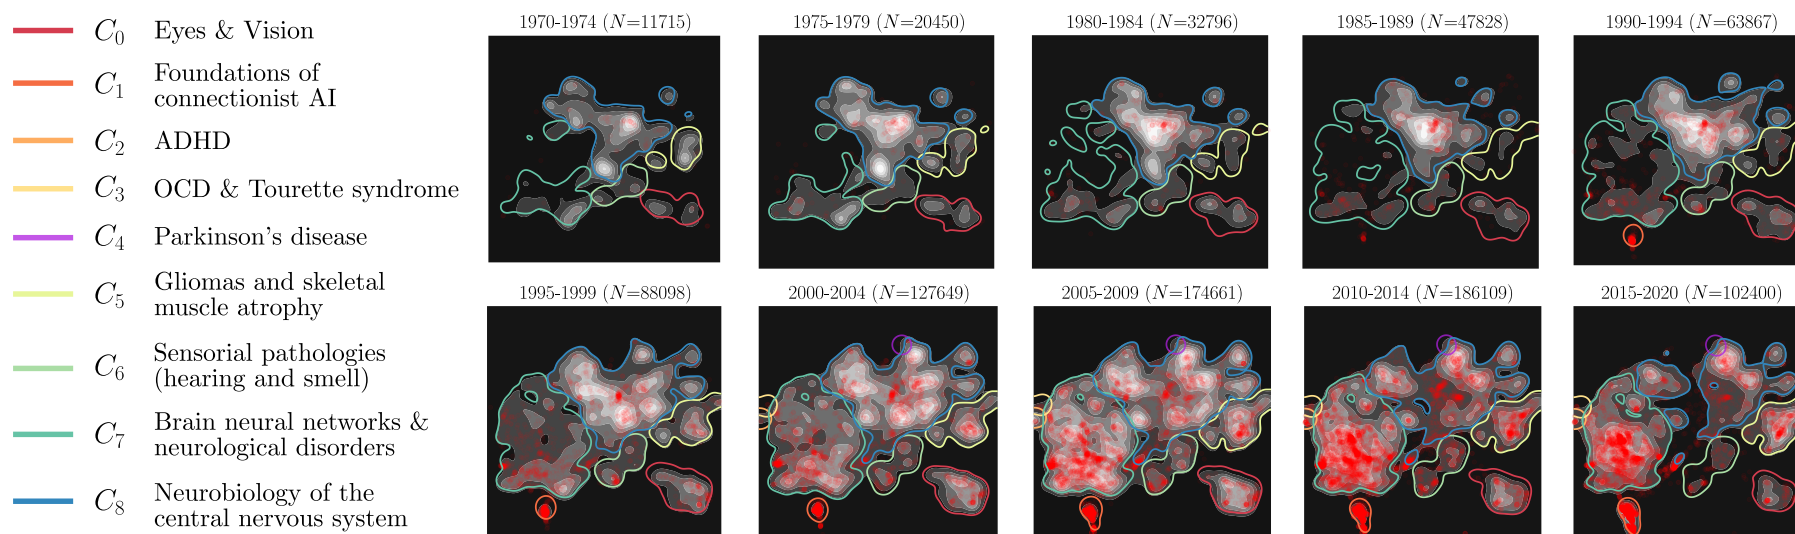 C0 Eyes & Vision
C1 Foundations of
connectionist AI
C2 ADHD
C3 OCD & Tourette syndrome
C4 Parkinson's disease
C5 Gliomas and skeletal
muscle atrophy
C6 Sensorial pathologies
(hearing and smell)
C7 Brain neural networks &
neurological disorders
C8 Neurobiology of the
central nervous system
1970-1974 (N=11715)
1975-1979 (N=20450)
1980-1984 (N=32796)
1985-1989 (N=47828)
1990-1994 (N=63867)
1995-1999 (N=88098)
2000-2004 (N=127649)
2005-2009 (N=174661)
2010-2014 (N=186109)
2015-2020 (N=102400)